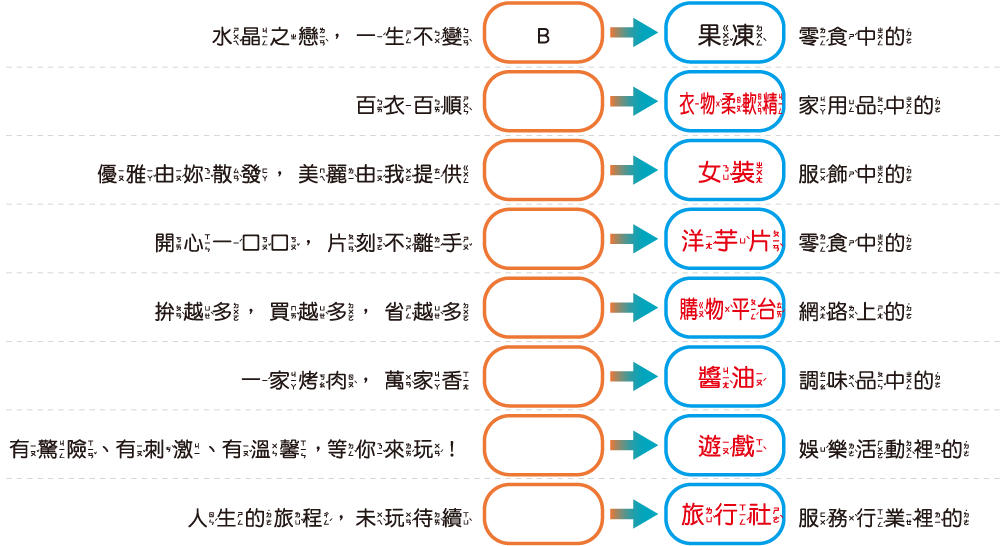 水晶之戀，一生不變 B 果凍 零食中的
百衣百順 衣物柔軟精 家用品中的
優雅由妳散發，美麗由我提供 女裝 服飾中的
開心一口口，片刻不離手 洋芋片 零食中的
拚越多，買越多，省越多 購物平台 網路上的
一家烤肉，萬家香 醬油 調味品中的
有驚險、有刺激、有溫馨，等你來玩！ 遊戲 娛樂活動裡的
人生的旅程，未玩待續 旅行社 服務行業裡的